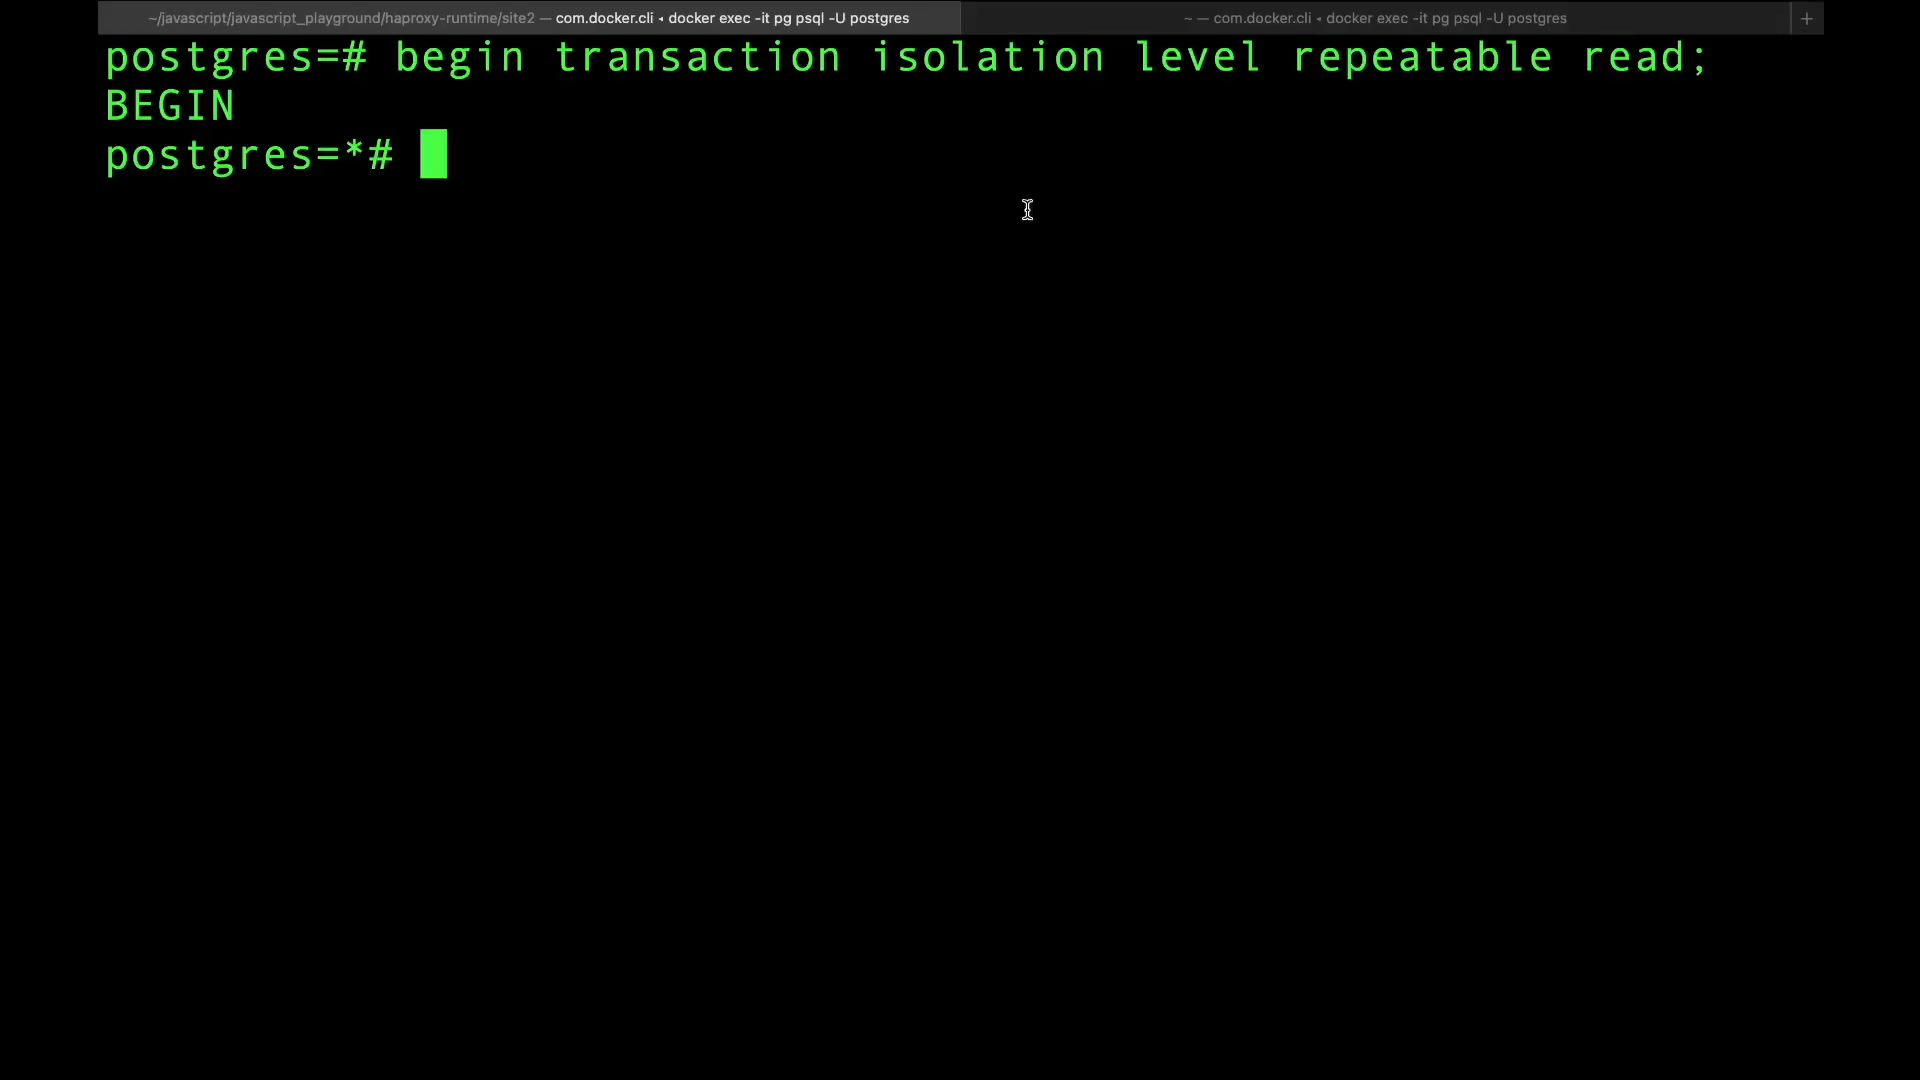 ~/javascript/javascript_playground/haproxy-runtime/site2 — com.docker.cli ◂ docker exec -it pg psql -U postgres
~ — com.docker.cli ◂ docker exec -it pg psql -U postgres
+
postgres=# begin transaction isolation level repeatable read;
BEGIN
postgres=*#